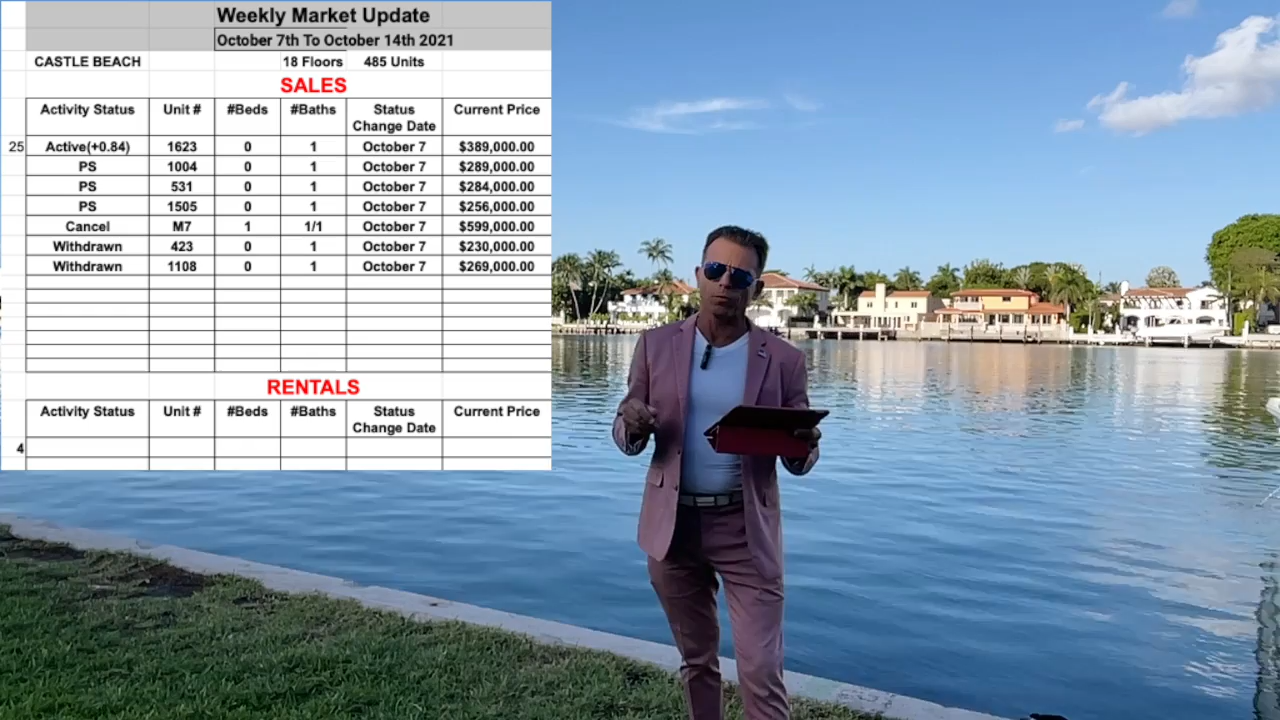 Weekly Market Update
October 7th To October 14th 2021
CASTLE BEACH 18 Floors 485 Units
SALES
Activity Status Unit # #Beds #Baths Status Change Date Current Price
25 Active(+0.84) 1623 0 1 October 7 $389,000.00
PS 1004 0 1 October 7 $289,000.00
PS 531 0 1 October 7 $284,000.00
PS 1505 0 1 October 7 $256,000.00
Cancel M7 1 1/1 October 7 $599,000.00
Withdrawn 423 0 1 October 7 $230,000.00
Withdrawn 1108 0 1 October 7 $269,000.00
RENTALS
Activity Status Unit # #Beds #Baths Status Change Date Current Price
4